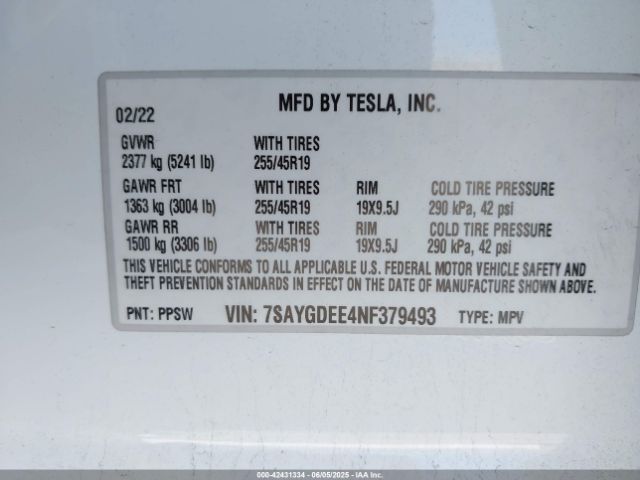 02/22 MFD BY TESLA, INC.
GVWR WITH TIRES
2377 kg (5241 lb) 255/45R19
GAWR FRT WITH TIRES RIM COLD TIRE PRESSURE
1363 kg (3004 lb) 255/45R19 19X9.5J 290 kPa, 42 psi
GAWR RR WITH TIRES RIM COLD TIRE PRESSURE
1500 kg (3306 lb) 255/45R19 19X9.5J 290 kPa, 42 psi
THIS VEHICLE CONFORMS TO ALL APPLICABLE U.S. FEDERAL MOTOR VEHICLE SAFETY AND
THEFT PREVENTION STANDARDS IN EFFECT ON THE DATE OF MANUFACTURE SHOWN ABOVE.
PNT: PPSW VIN: 7SAYGDEE4NF379493 TYPE: MPV
000-42431334 - 06/05/2025 - IAA Inc.